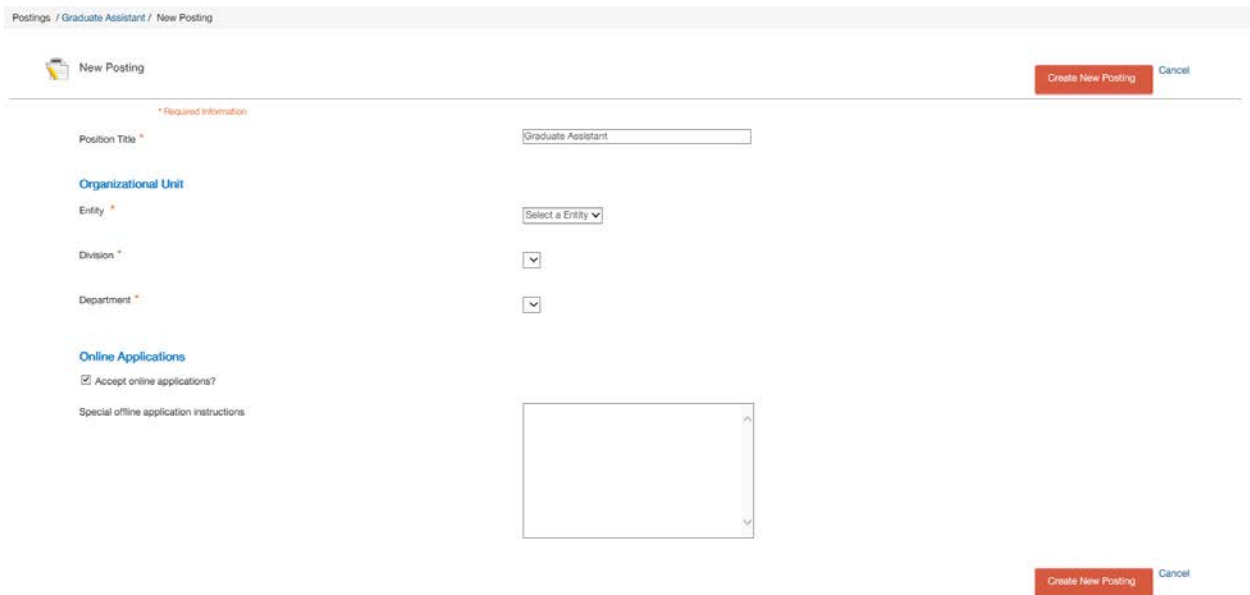 Postings / Graduate Assistant / New Posting
New Posting
Create New Posting Cancel
* Required Information
Position Title *
Graduate Assistant
Organizational Unit
Entity *
Select a Entity
Division *
Department *
Online Applications
Accept online applications?
Special offline application instructions
Create New Posting Cancel